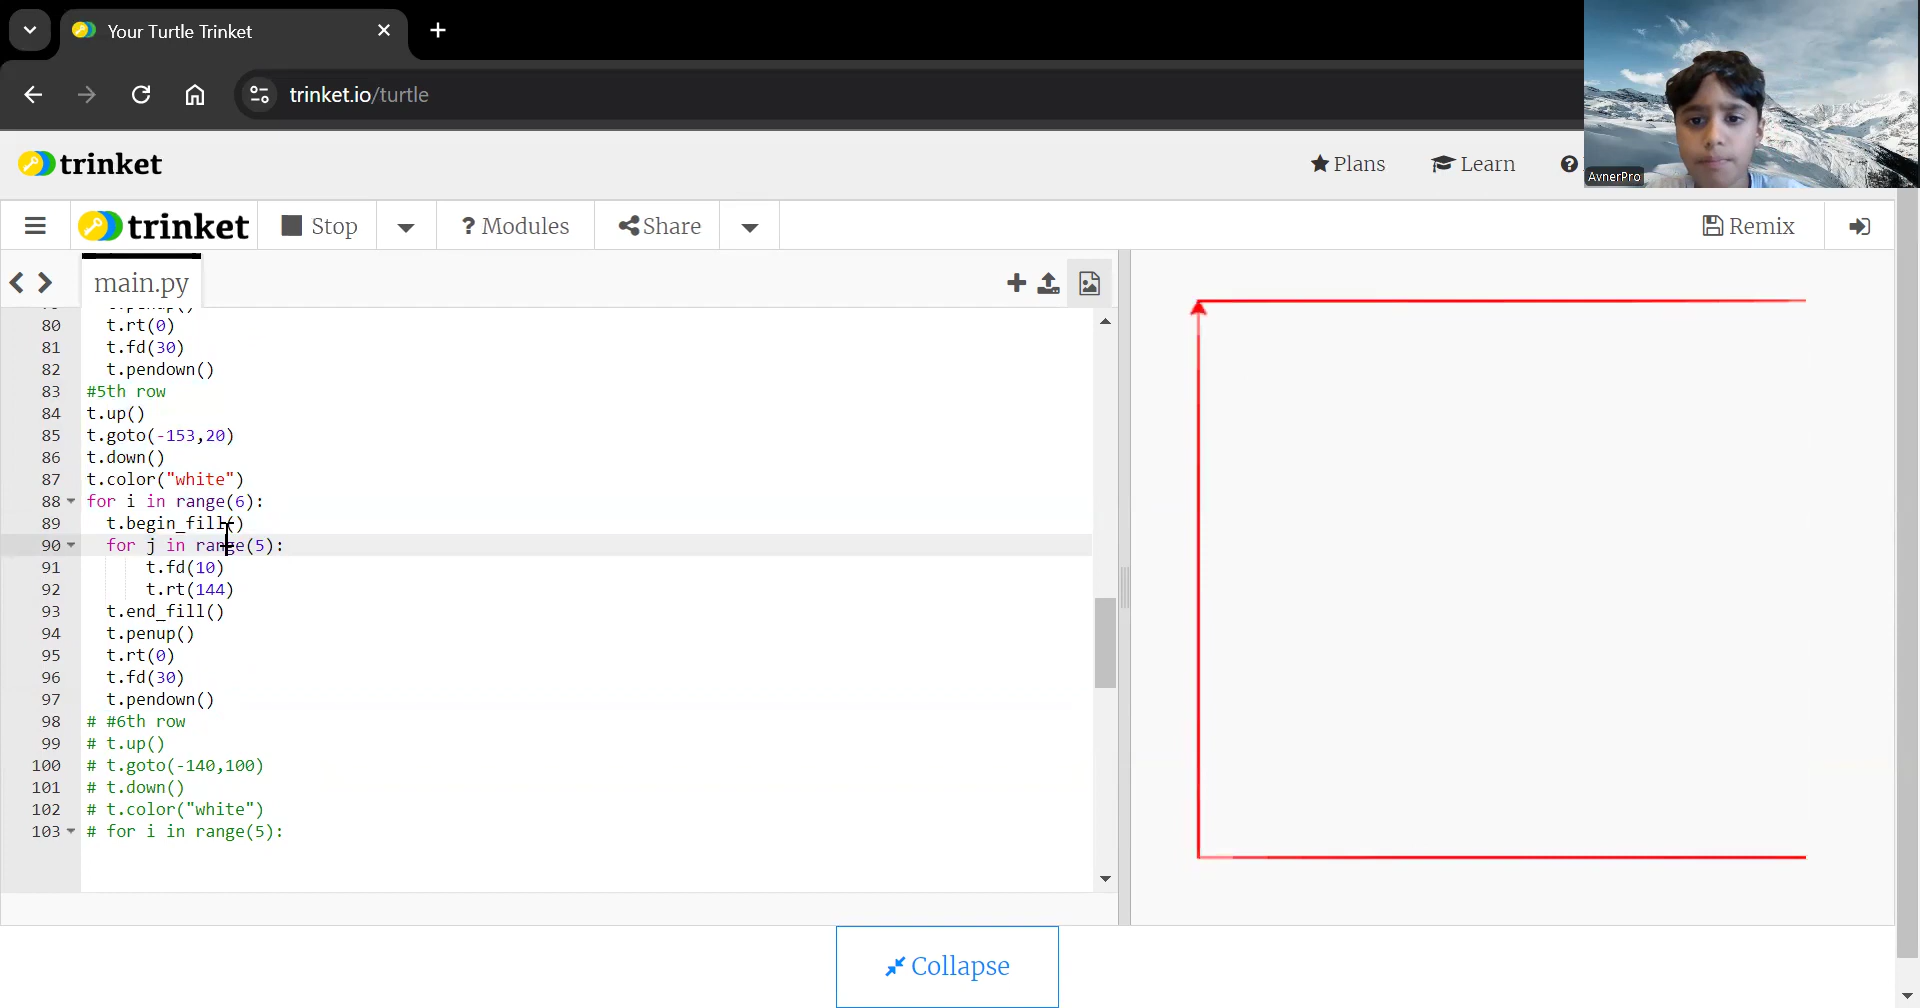 Your Turtle Trinket
trinket.io/turtle
trinket
Plans
Learn
AvnerPro
trinket
Stop
? Modules
Share
Remix
main.py
80 t.rt(0)
81 t.fd(30)
82 t.pendown()
83 #5th row
84 t.up()
85 t.goto(-153,20)
86 t.down()
87 t.color("white")
88 for i in range(6):
89 t.begin_fill()
90 for j in range(5):
91 t.fd(10)
92 t.rt(144)
93 t.end_fill()
94 t.penup()
95 t.rt(0)
96 t.fd(30)
97 t.pendown()
98 # #6th row
99 # t.up()
100 # t.goto(-140,100)
101 # t.down()
102 # t.color("white")
103 # for i in range(5):
Collapse